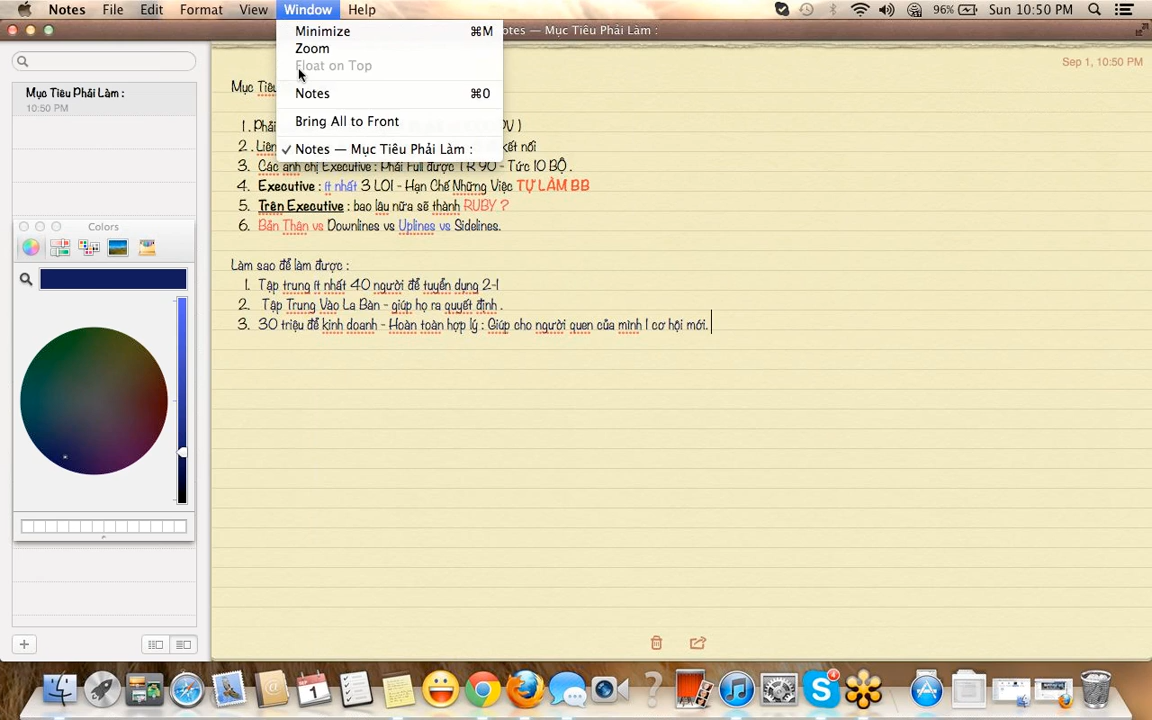 Notes File Edit Format View Window Help 96% Sun 10:50 PM
Notes — Mục Tiêu Phải Làm :
Minimize ⌘M
Zoom
Float on Top
Notes ⌘0
Bring All to Front
✓ Notes — Mục Tiêu Phải Làm :
Mục Tiêu Phải Làm :
10:50 PM
Sep 1, 10:50 PM
Mục Tiêu
1. Phải
2. Liên kết nối
3. Các anh chị Executive : Phải Full được TR 90 - Tức 10 BỘ .
4. Executive : ít nhất 3 LOI - Hạn Chế Những Việc TỰ LÀM BB
5. Trên Executive : bao lâu nữa sẽ thành RUBY ?
6. Bản Thân vs Downlines vs Uplines vs Sidelines.
Làm sao để làm được :
1. Tập trung ít nhất 40 người để tuyển dụng 2-1
2. Tập Trung Vào La Bàn - giúp họ ra quyết định .
3. 30 triệu để kinh doanh - Hoàn toàn hợp lý : Giúp cho người quen của mình 1 cơ hội mới.
Colors
1
4